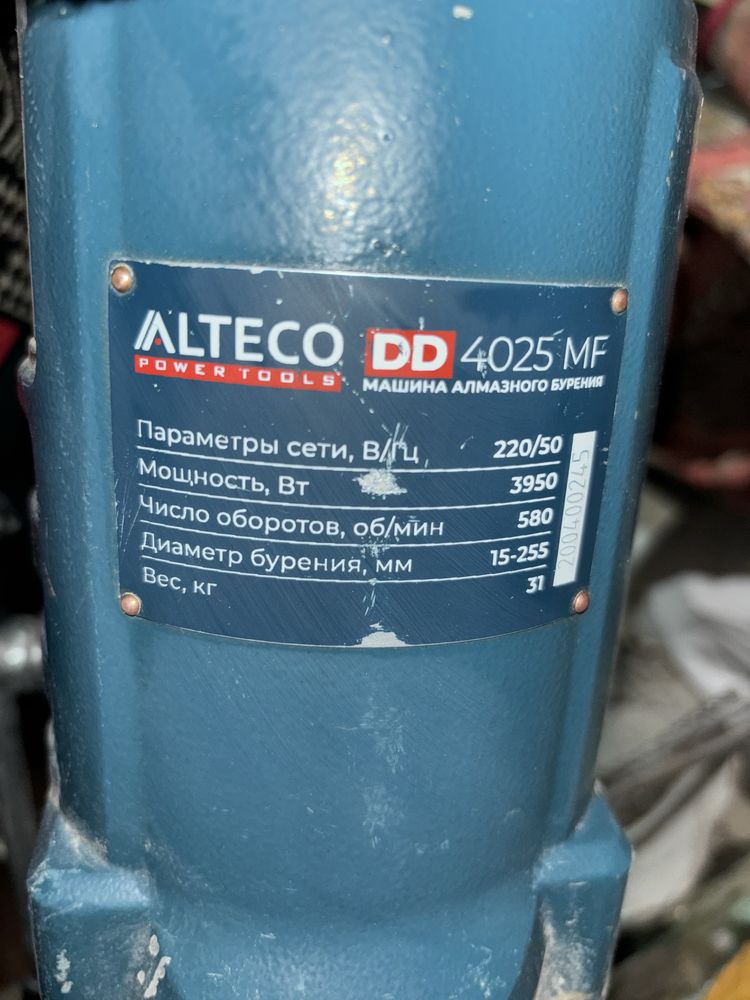 ALTECO DD 4025 MF
POWER TOOLS
МАШИНА АЛМАЗНОГО БУРЕНИЯ
Параметры сети, В/Гц 220/50
Мощность, Вт 3950
Число оборотов, об/мин 580
Диаметр бурения, мм 15-255
Вес, кг 31
200400245